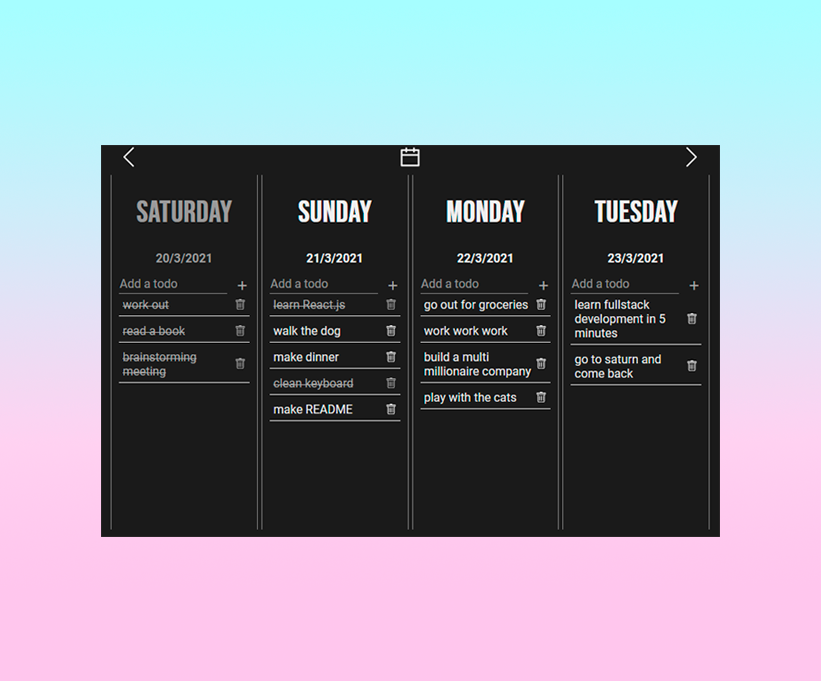 SATURDAY
20/3/2021
Add a todo +
work out
read a book
brainstorming
meeting
SUNDAY
21/3/2021
Add a todo +
learn React.js
walk the dog
make dinner
clean keyboard
make README
MONDAY
22/3/2021
Add a todo +
go out for groceries
work work work
build a multi
millionaire company
play with the cats
TUESDAY
23/3/2021
Add a todo +
learn fullstack
development in 5
minutes
go to saturn and
come back